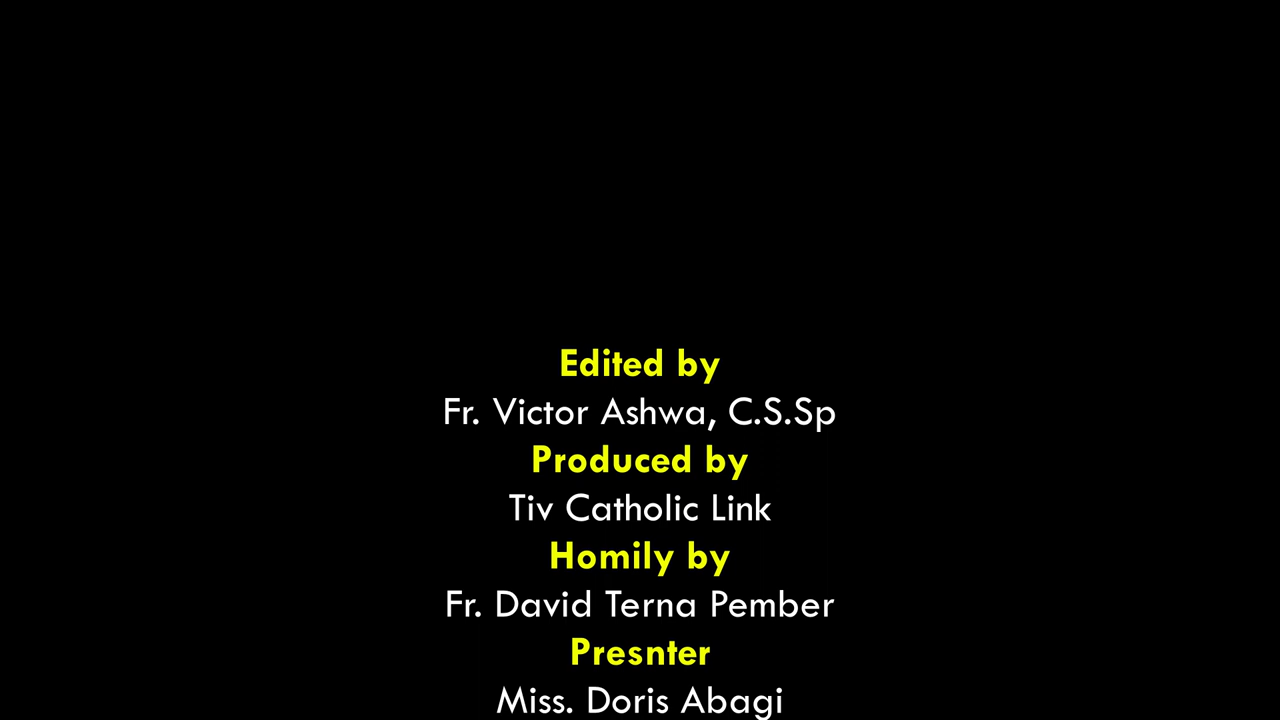 Edited by
Fr. Victor Ashwa, C.S.Sp
Produced by
Tiv Catholic Link
Homily by
Fr. David Terna Pember
Presnter
Miss. Doris Abagi